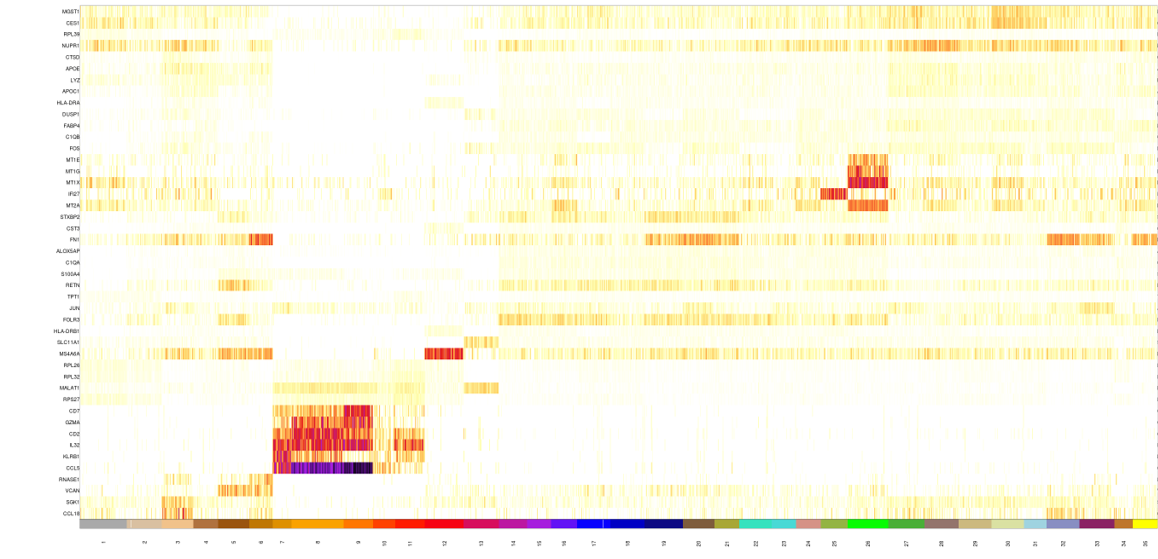 MGST1
CES1
RPL39
NUPR1
CTSD
APOE
LYZ
APOC1
HLA-DRA
DUSP1
FABP4
C1QB
FOS
MT1E
MT1G
MT1X
IFI27
MT2A
STXBP2
CST3
FN1
ALOX5AP
C1QA
S100A4
RETN
TPT1
JUN
FOLR3
HLA-DRB1
SLC11A1
MS4A6A
RPL26
RPL32
MALAT1
RPS27
CD7
GZMA
CD2
IL32
KLRB1
CCL5
RNASE1
VCAN
SGK1
CCL18
1 2 3 4 5 6 7 8 9 10 11 12 13 14 15 16 17 18 19 20 21 22 23 24 25 26 27 28 29 30 31 32 33 34 35